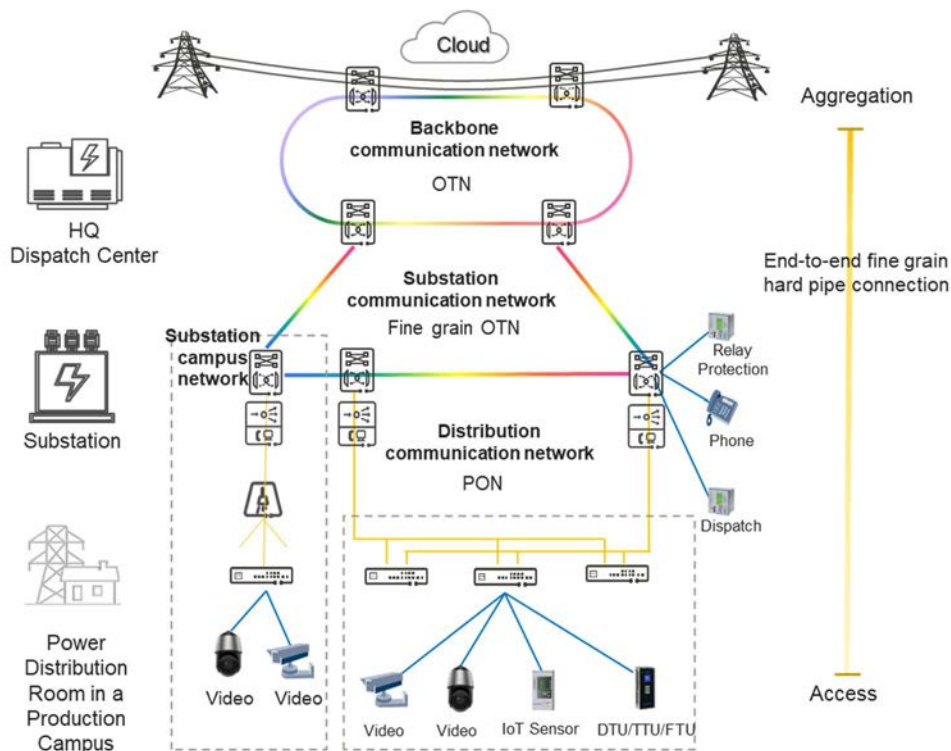 Cloud
Aggregation
Backbone
communication network
OTN
HQ
Dispatch Center
End-to-end fine grain
hard pipe connection
Substation
communication network
Fine grain OTN
Substation
campus
network
Relay
Protection
Substation
Phone
Distribution
communication network
PON
Dispatch
Power
Distribution
Room in a
Production
Campus
Video
Video
Video
Video
IoT Sensor
DTU/TTU/FTU
Access